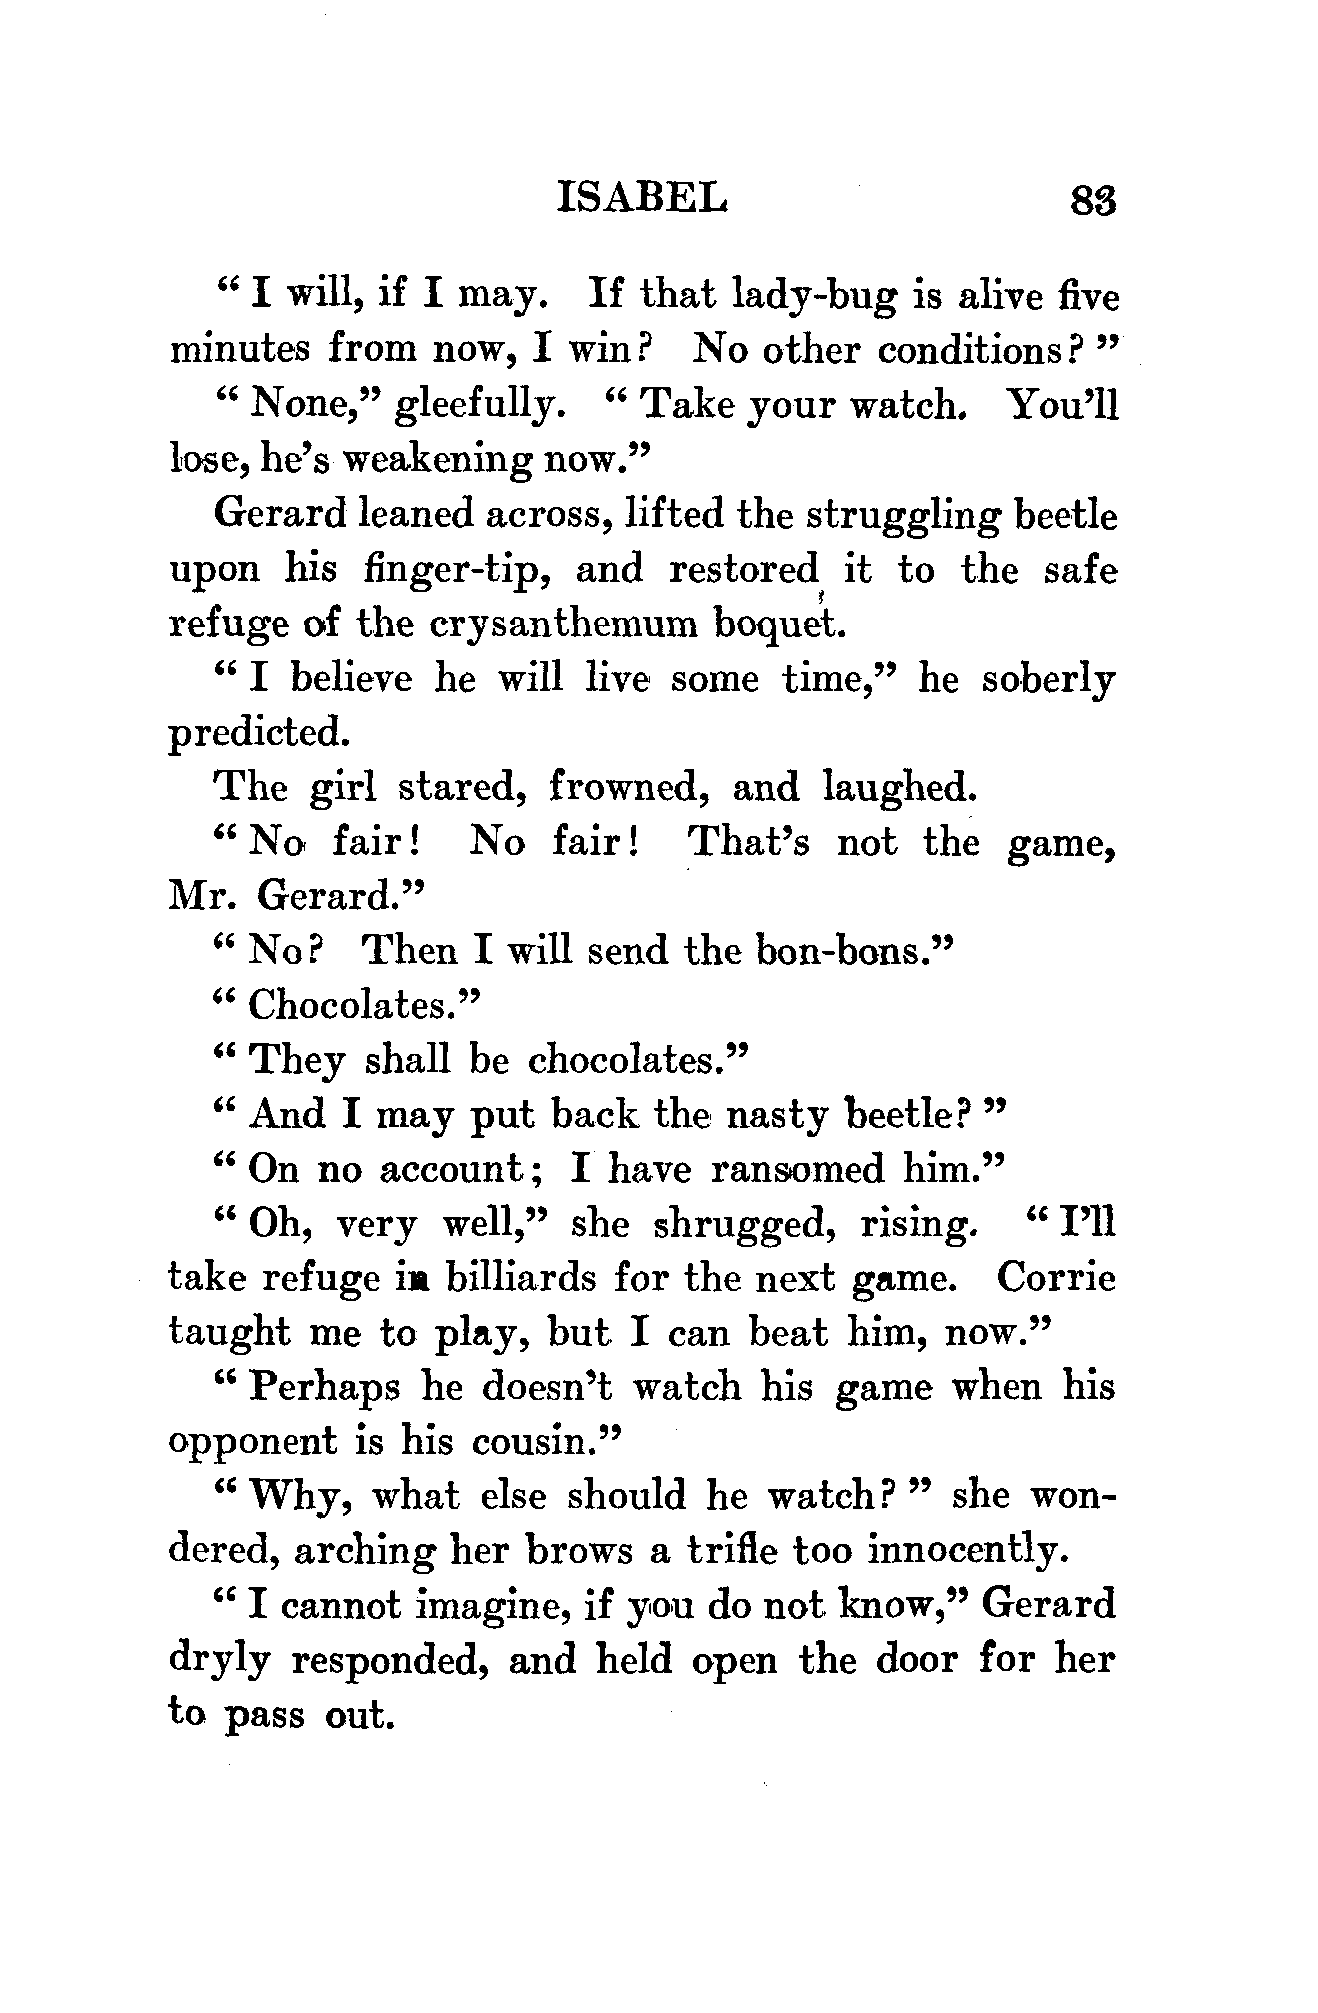 ISABEL 83
“ I will, if I may. If that lady-bug is alive five
minutes from now, I win? No other conditions? ”
“ None,” gleefully. “ Take your watch. You’ll
lose, he’s weakening now.”
Gerard leaned across, lifted the struggling beetle
upon his finger-tip, and restored it to the safe
refuge of the crysanthemum boquet.
“ I believe he will live some time,” he soberly
predicted.
The girl stared, frowned, and laughed.
“ No fair! No fair! That’s not the game,
Mr. Gerard.”
“ No? Then I will send the bon-bons.”
“ Chocolates.”
“ They shall be chocolates.”
“ And I may put back the nasty beetle? ”
“ On no account; I have ransomed him.”
“ Oh, very well,” she shrugged, rising. “ I’ll
take refuge in billiards for the next game. Corrie
taught me to play, but I can beat him, now.”
“ Perhaps he doesn’t watch his game when his
opponent is his cousin.”
“ Why, what else should he watch? ” she won-
dered, arching her brows a trifle too innocently.
“ I cannot imagine, if you do not know,” Gerard
dryly responded, and held open the door for her
to pass out.